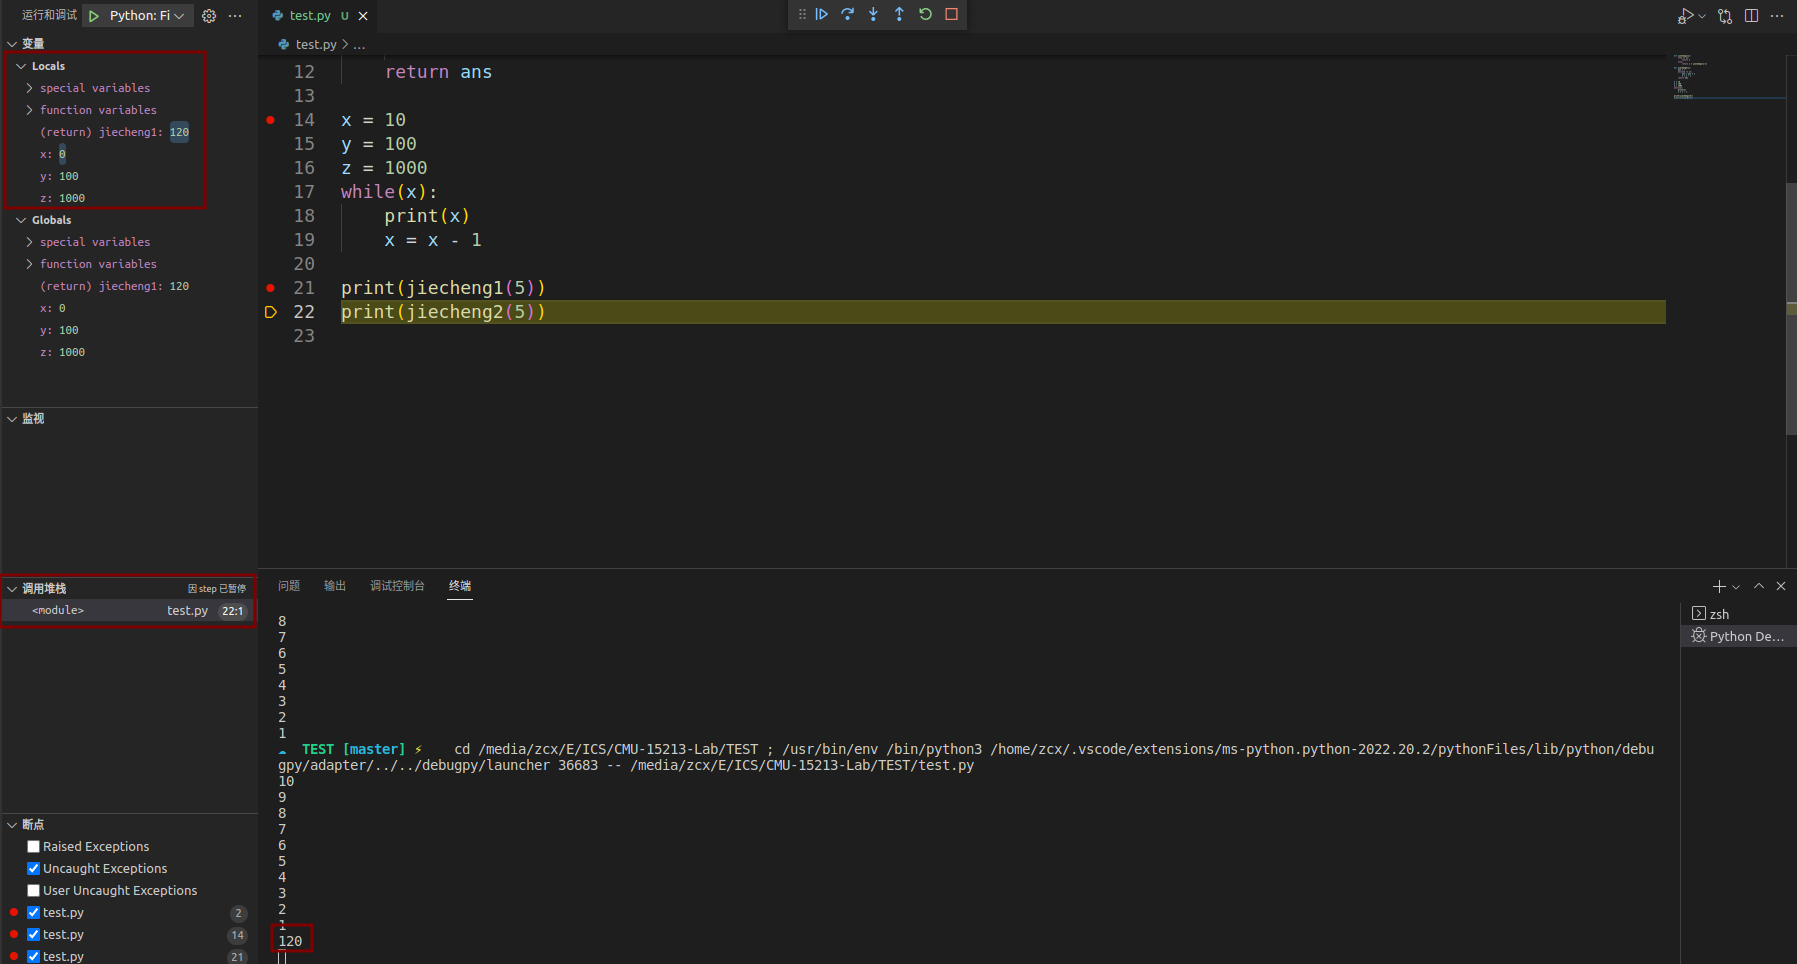 运行和调试 Python: Fi
变量
Locals
special variables
function variables
(return) jiecheng1: 120
x: 0
y: 100
z: 1000
Globals
special variables
function variables
(return) jiecheng1: 120
x: 0
y: 100
z: 1000
监视
调用堆栈 因 step 已暂停
<module> test.py 22:1
断点
Raised Exceptions
Uncaught Exceptions
User Uncaught Exceptions
test.py 2
test.py 14
test.py 21
test.py U
test.py > ...
12 return ans
13
14 x = 10
15 y = 100
16 z = 1000
17 while(x):
18 print(x)
19 x = x - 1
20
21 print(jiecheng1(5))
22 print(jiecheng2(5))
23
问题 输出 调试控制台 终端
8
7
6
5
4
3
2
1
TEST [master] ⚡ cd /media/zcx/E/ICS/CMU-15213-Lab/TEST ; /usr/bin/env /bin/python3 /home/zcx/.vscode/extensions/ms-python.python-2022.20.2/pythonFiles/lib/python/debu
gpy/adapter/../../debugpy/launcher 36683 -- /media/zcx/E/ICS/CMU-15213-Lab/TEST/test.py
10
9
8
7
6
5
4
3
2
1
120
zsh
Python De...